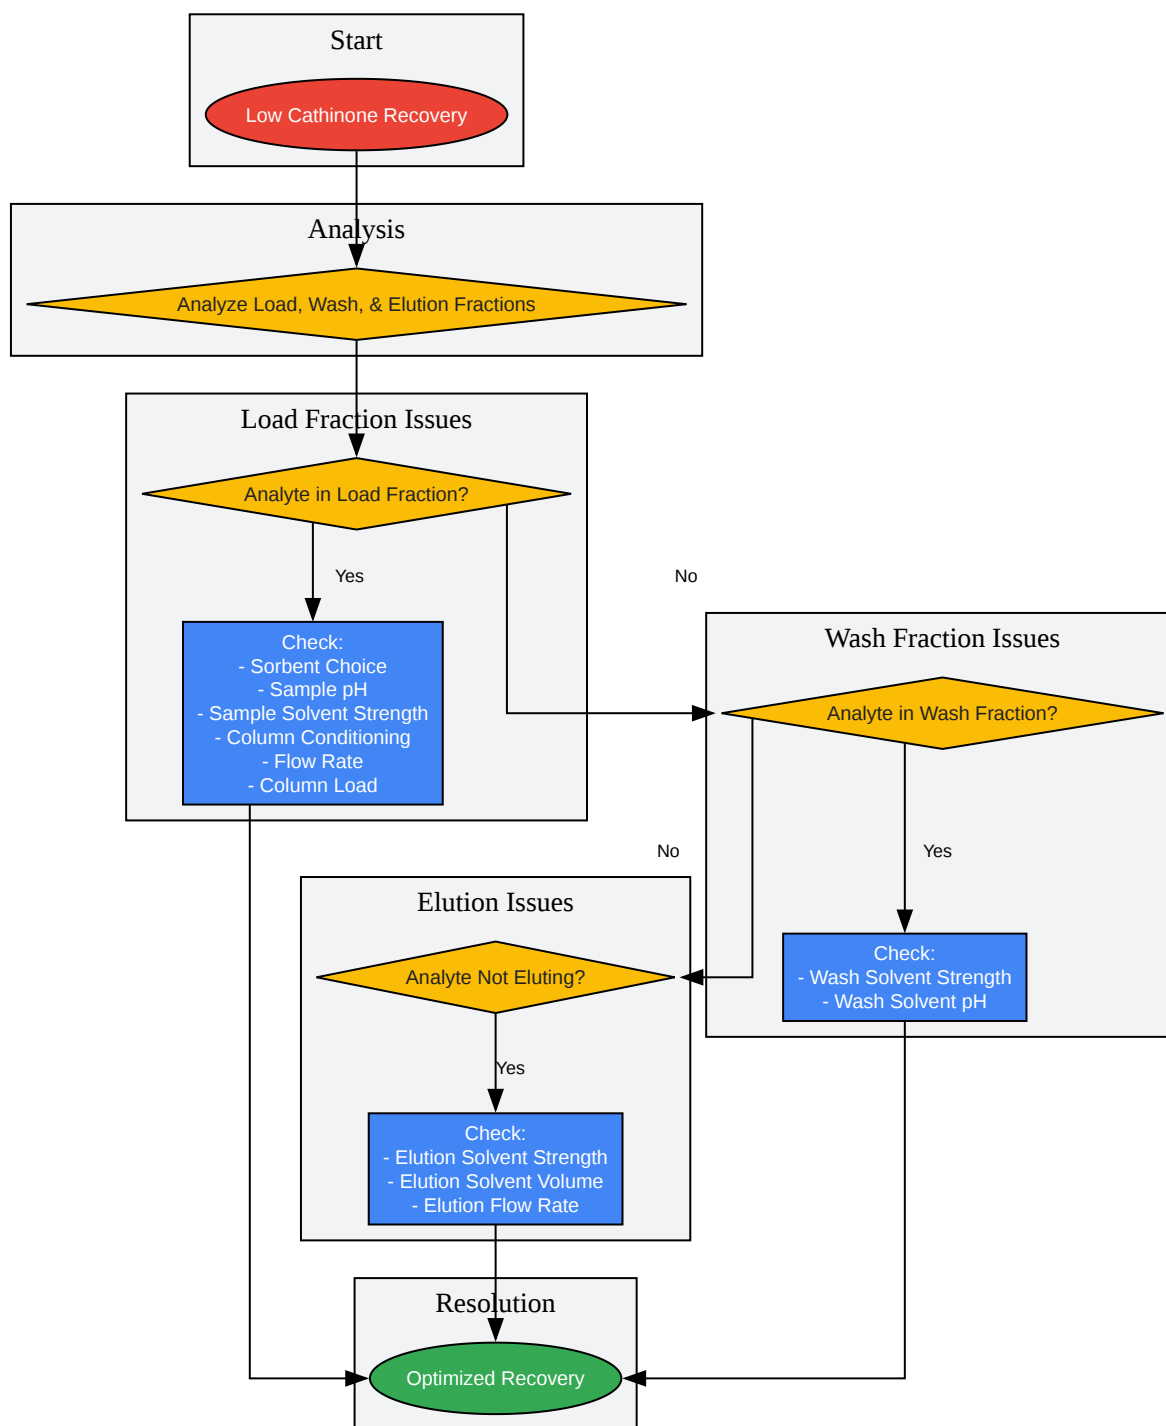 Start
Low Cathinone Recovery
Analysis
Analyze Load, Wash, & Elution Fractions
Load Fraction Issues
Analyte in Load Fraction?
Yes
No
Check:
- Sorbent Choice
- Sample pH
- Sample Solvent Strength
- Column Conditioning
- Flow Rate
- Column Load
Wash Fraction Issues
Analyte in Wash Fraction?
No
Yes
Check:
- Wash Solvent Strength
- Wash Solvent pH
Elution Issues
Analyte Not Eluting?
Yes
Check:
- Elution Solvent Strength
- Elution Solvent Volume
- Elution Flow Rate
Resolution
Optimized Recovery